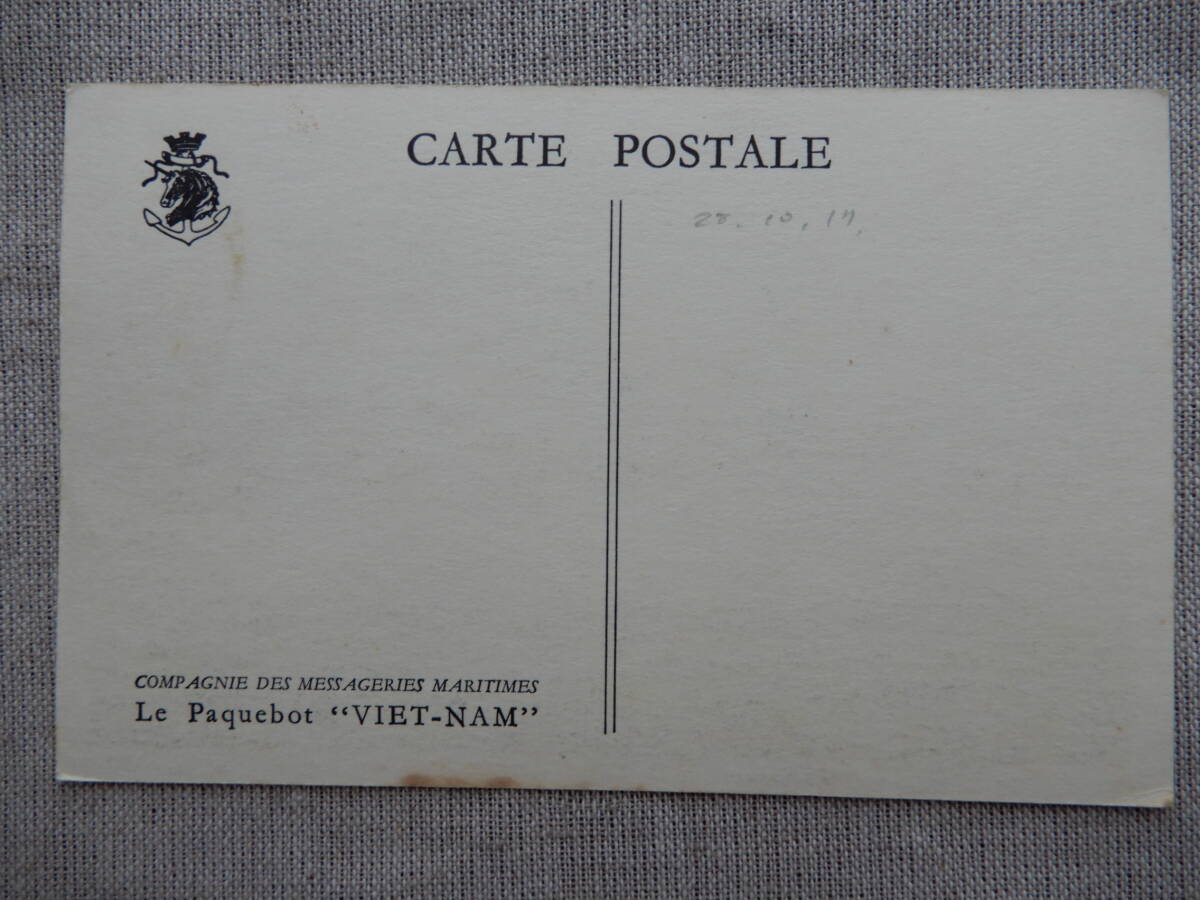 CARTE POSTALE
28. 10. 17.
COMPAGNIE DES MESSAGERIES MARITIMES
Le Paquebot “VIET-NAM”